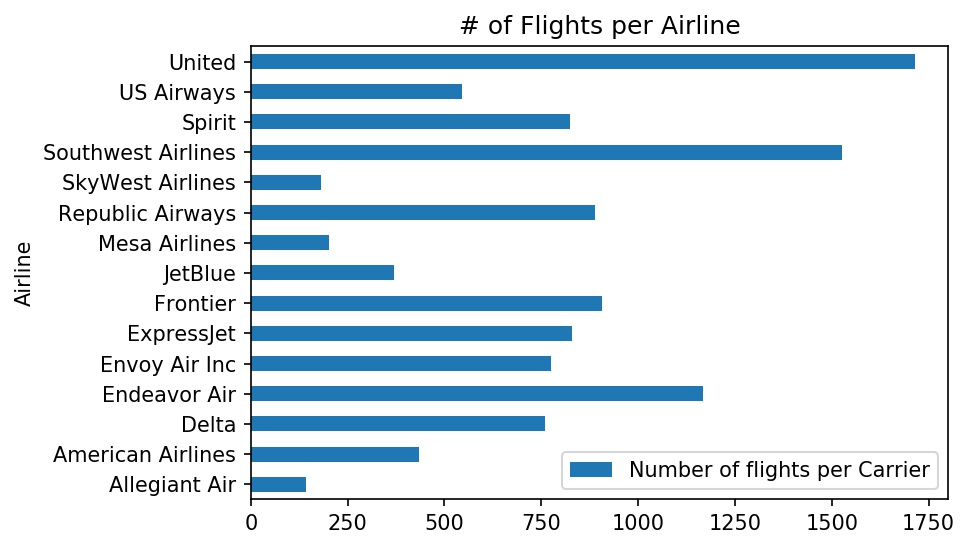 # of Flights per Airline
United
US Airways
Spirit
Southwest Airlines
SkyWest Airlines
Republic Airways
Mesa Airlines
JetBlue
Frontier
ExpressJet
Envoy Air Inc
Endeavor Air
Delta
American Airlines
Allegiant Air
Airline
Number of flights per Carrier
0 250 500 750 1000 1250 1500 1750